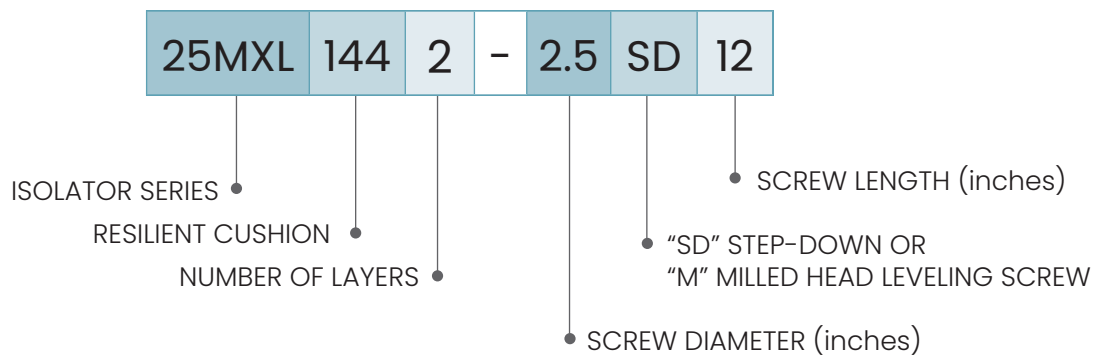 25MXL 144 2 - 2.5 SD 12
ISOLATOR SERIES
SCREW LENGTH (inches)
RESILIENT CUSHION
“SD” STEP-DOWN OR
“M” MILLED HEAD LEVELING SCREW
NUMBER OF LAYERS
SCREW DIAMETER (inches)